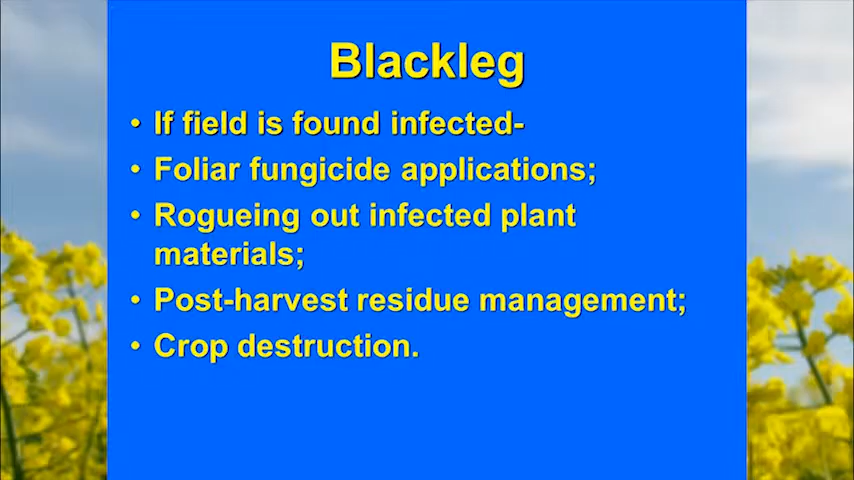 Blackleg
• If field is found infected-
• Foliar fungicide applications;
• Rogueing out infected plant
materials;
• Post-harvest residue management;
• Crop destruction.